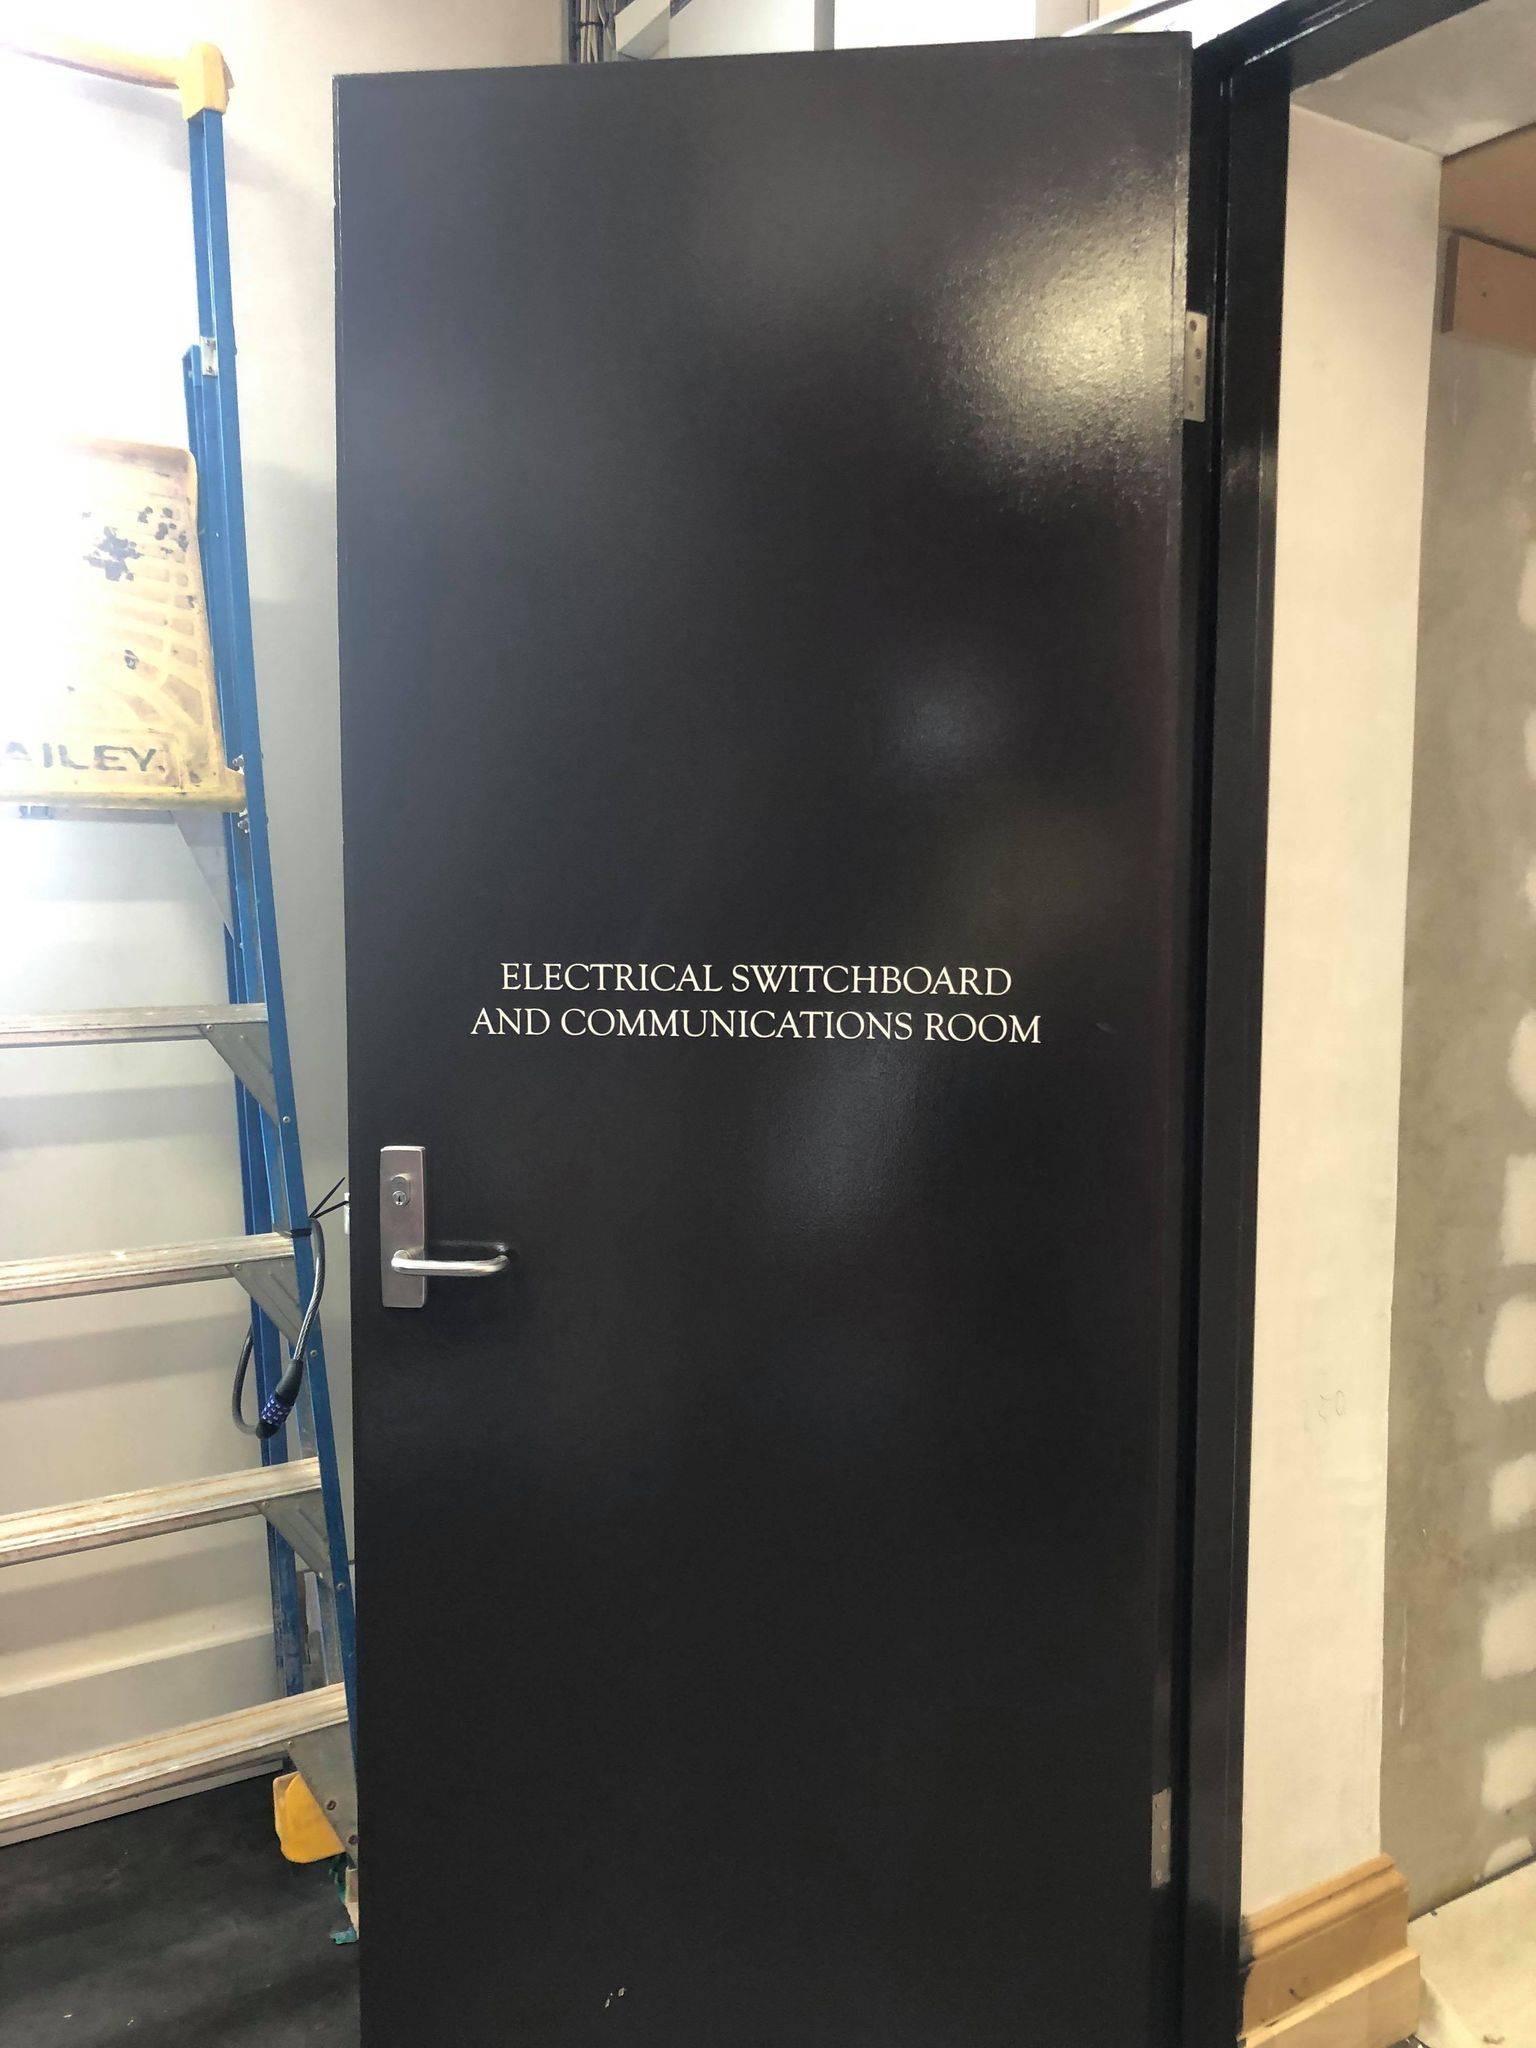 AILEY.
ELECTRICAL SWITCHBOARD
AND COMMUNICATIONS ROOM